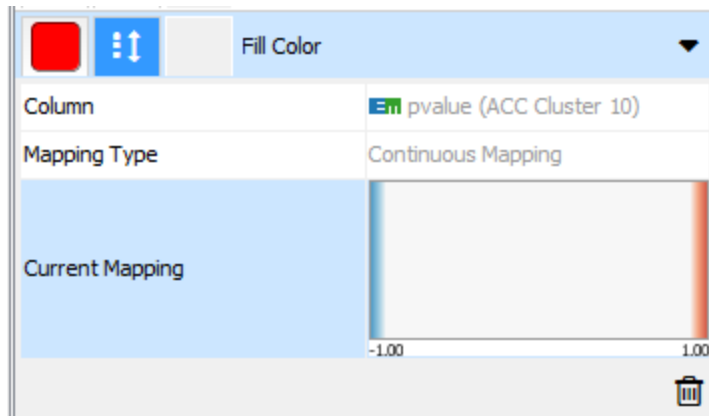 Fill Color
Column
EM pvalue (ACC Cluster 10)
Mapping Type
Continuous Mapping
Current Mapping
-1.00
1.00